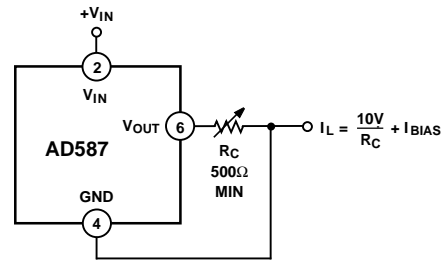 +VIN
2
VIN
VOUT
6
AD587
RC
500Ω
MIN
IL = 10V/RC + IBIAS
GND
4